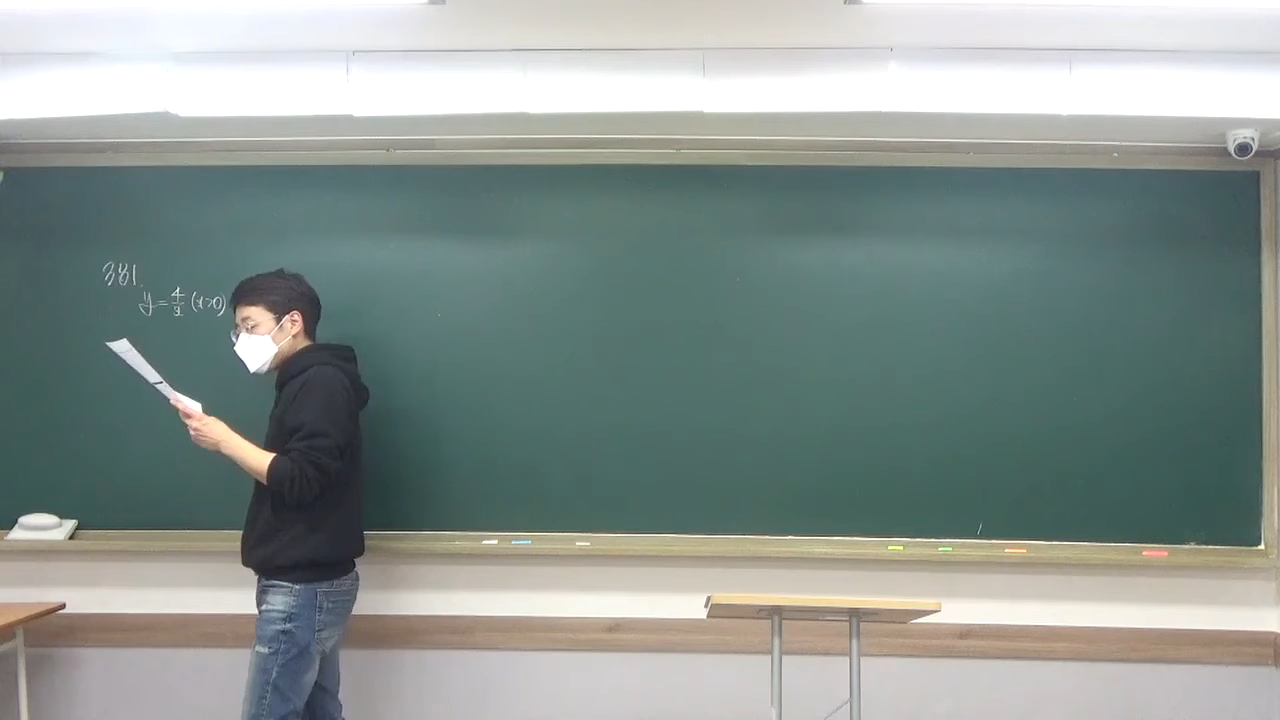 381.
y = 4/x (x>0)